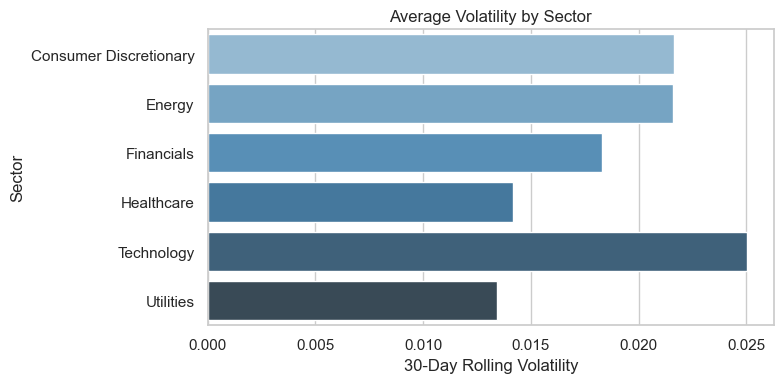 Average Volatility by Sector
Sector
Consumer Discretionary
Energy
Financials
Healthcare
Technology
Utilities
0.000 0.005 0.010 0.015 0.020 0.025
30-Day Rolling Volatility